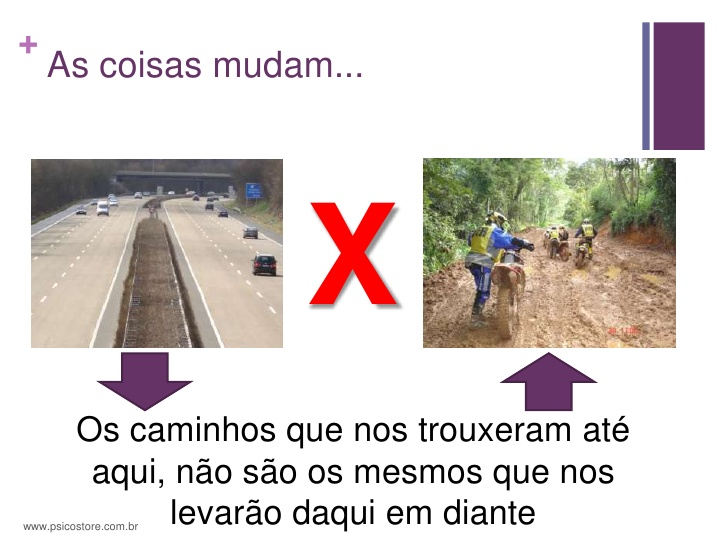 +
As coisas mudam...
X
Os caminhos que nos trouxeram até
aqui, não são os mesmos que nos
levarão daqui em diante
www.psicostore.com.br